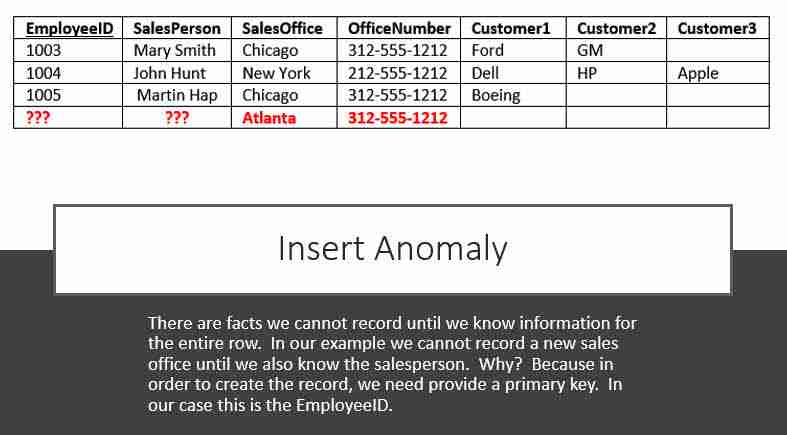 EmployeeID SalesPerson SalesOffice OfficeNumber Customer1 Customer2 Customer3
1003 Mary Smith Chicago 312-555-1212 Ford GM
1004 John Hunt New York 212-555-1212 Dell HP Apple
1005 Martin Hap Chicago 312-555-1212 Boeing
??? ??? Atlanta 312-555-1212
Insert Anomaly
There are facts we cannot record until we know information for
the entire row. In our example we cannot record a new sales
office until we also know the salesperson. Why? Because in
order to create the record, we need provide a primary key. In
our case this is the EmployeeID.